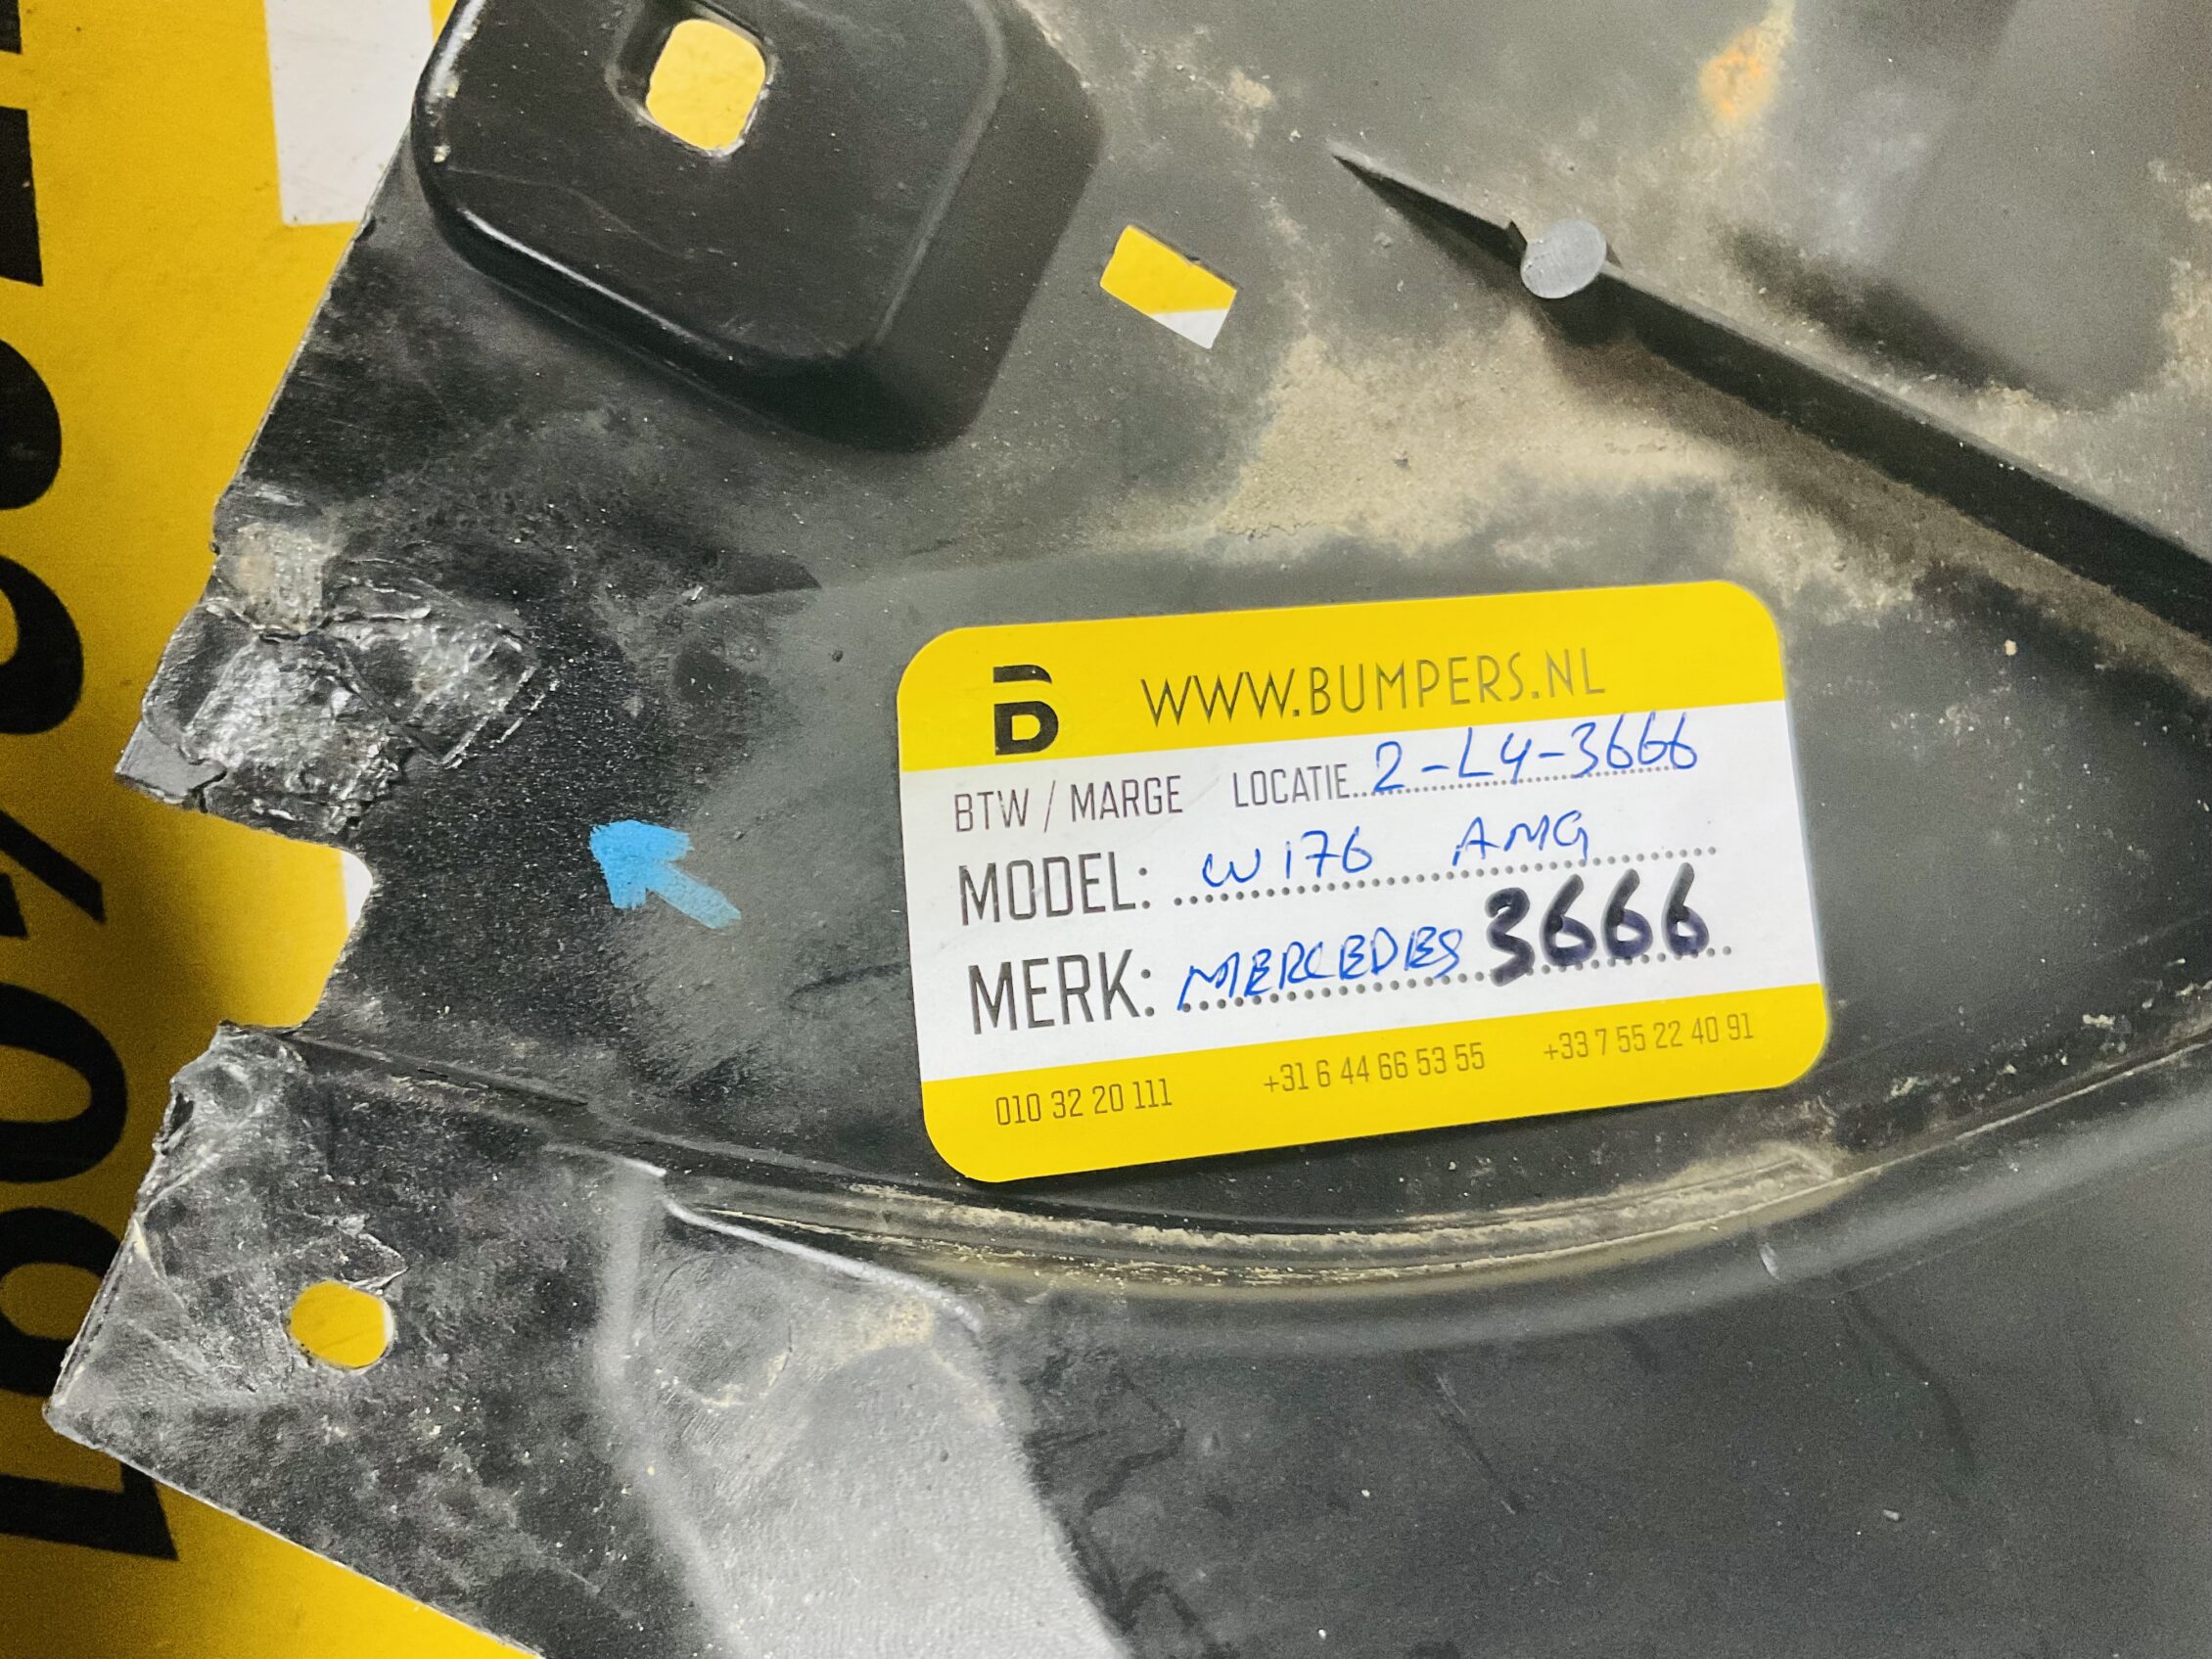 B WWW.BUMPERS.NL
BTW / MARGE LOCATIE 2-L4-3666
MODEL: W176 AMG
MERK: MERCEDES 3666
010 32 20 111 +31 6 44 66 53 55 +33 7 55 22 40 91